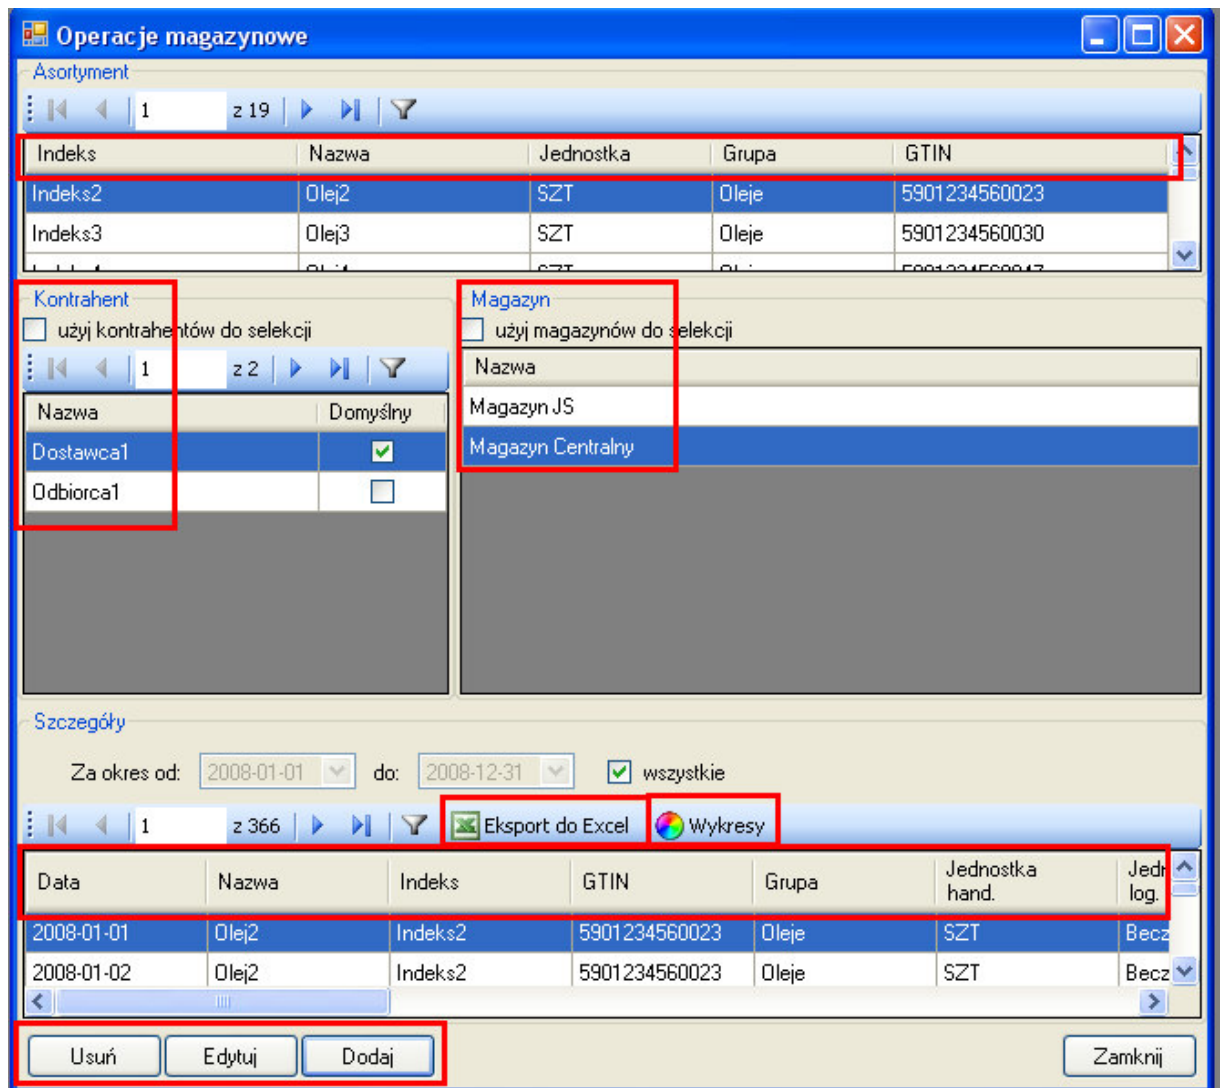 Operacje magazynowe
Asortyment
1 z 19
Indeks Nazwa Jednostka Grupa GTIN
Indeks2 Olej2 SZT Oleje 5901234560023
Indeks3 Olej3 SZT Oleje 5901234560030
Kontrahent
użyj kontrahentów do selekcji
1 z 2
Nazwa Domyślny
Dostawca1
Odbiorca1
Magazyn
użyj magazynów do selekcji
Nazwa
Magazyn JS
Magazyn Centralny
Szczegóły
Za okres od: 2008-01-01 do: 2008-12-31 wszystkie
1 z 366 Eksport do Excel Wykresy
Data Nazwa Indeks GTIN Grupa Jednostka hand. Jedr log.
2008-01-01 Olej2 Indeks2 5901234560023 Oleje SZT Becz
2008-01-02 Olej2 Indeks2 5901234560023 Oleje SZT Becz
Usuń Edytuj Dodaj Zamknij